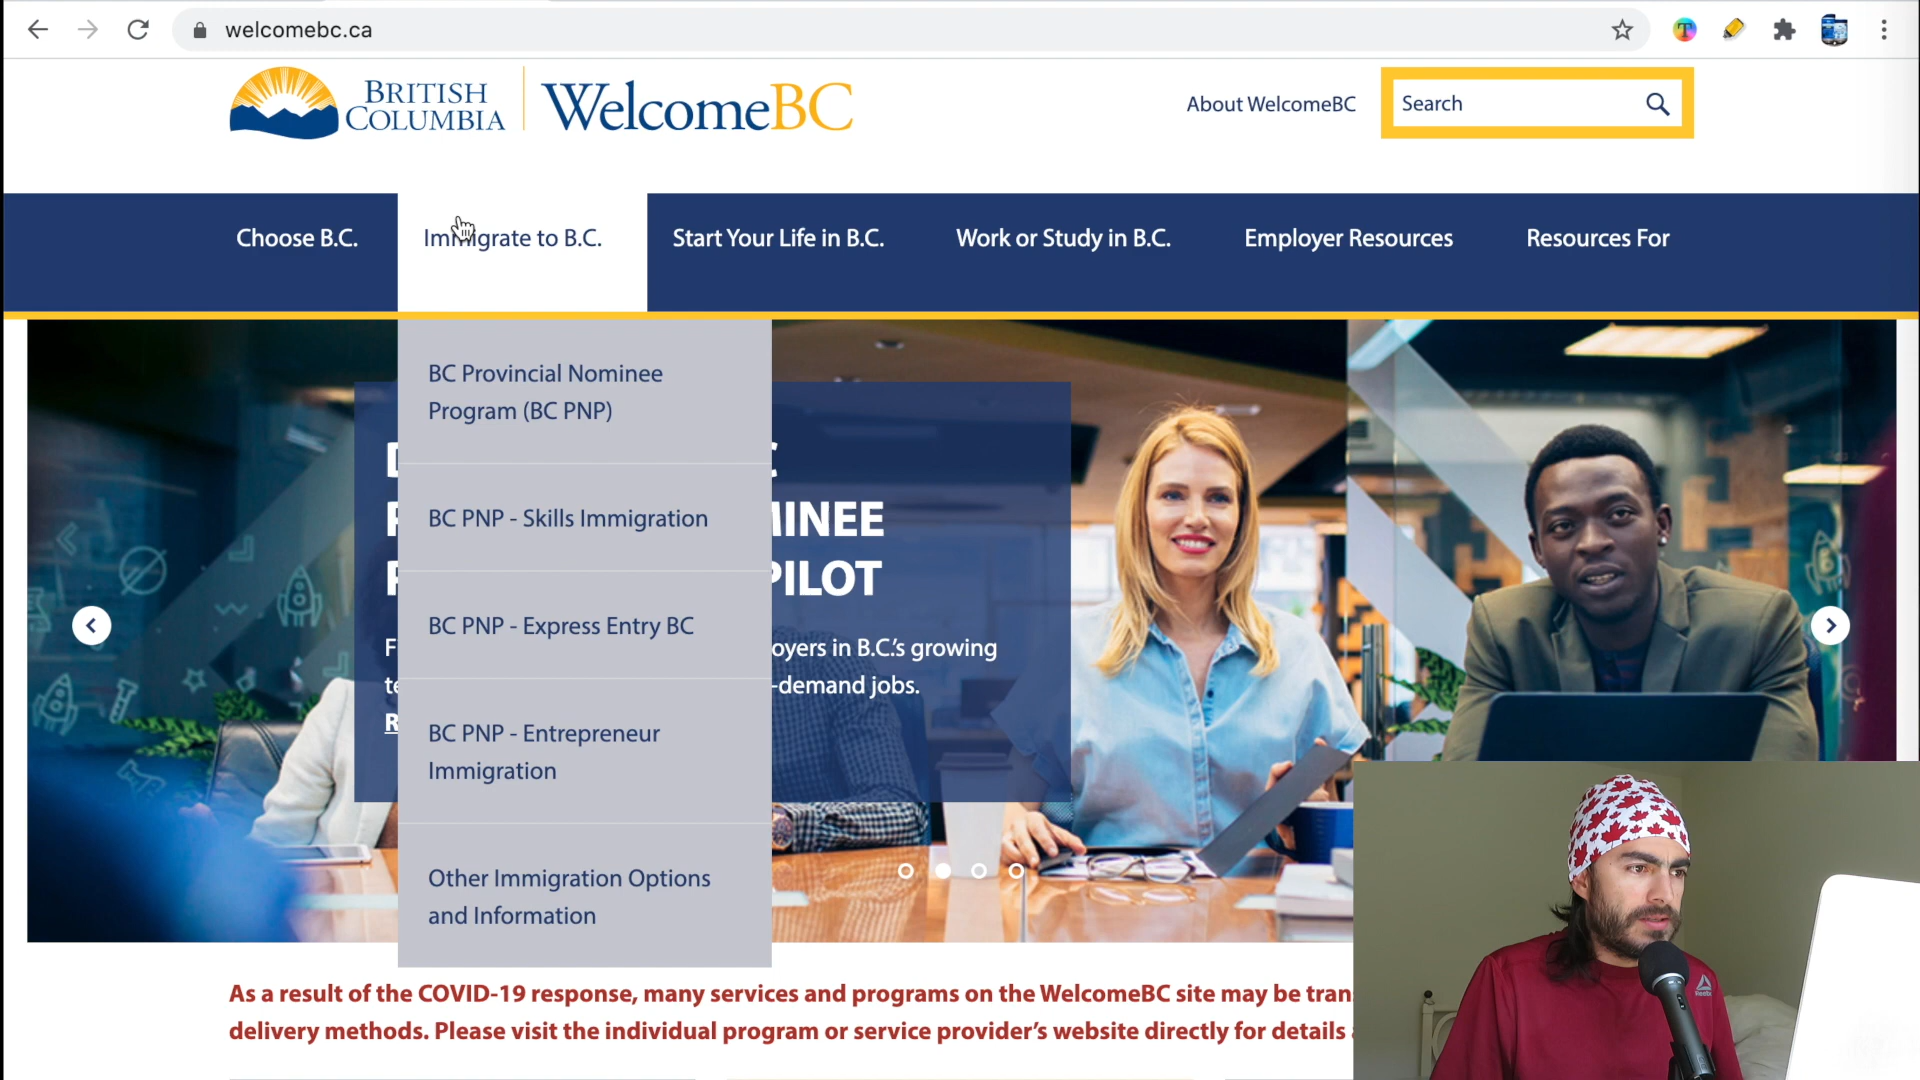 welcomebc.ca
BRITISH
COLUMBIA
WelcomeBC
About WelcomeBC
Search
Choose B.C.
Immigrate to B.C.
Start Your Life in B.C.
Work or Study in B.C.
Employer Resources
Resources For
BC Provincial Nominee
Program (BC PNP)
BC PNP - Skills Immigration
BC PNP - Express Entry BC
BC PNP - Entrepreneur
Immigration
Other Immigration Options
and Information
PILOT
in B.C.'s growing
-demand jobs.
As a result of the COVID-19 response, many services and programs on the WelcomeBC site may be
delivery methods. Please visit the individual program or service provider's website directly for details
Reebok